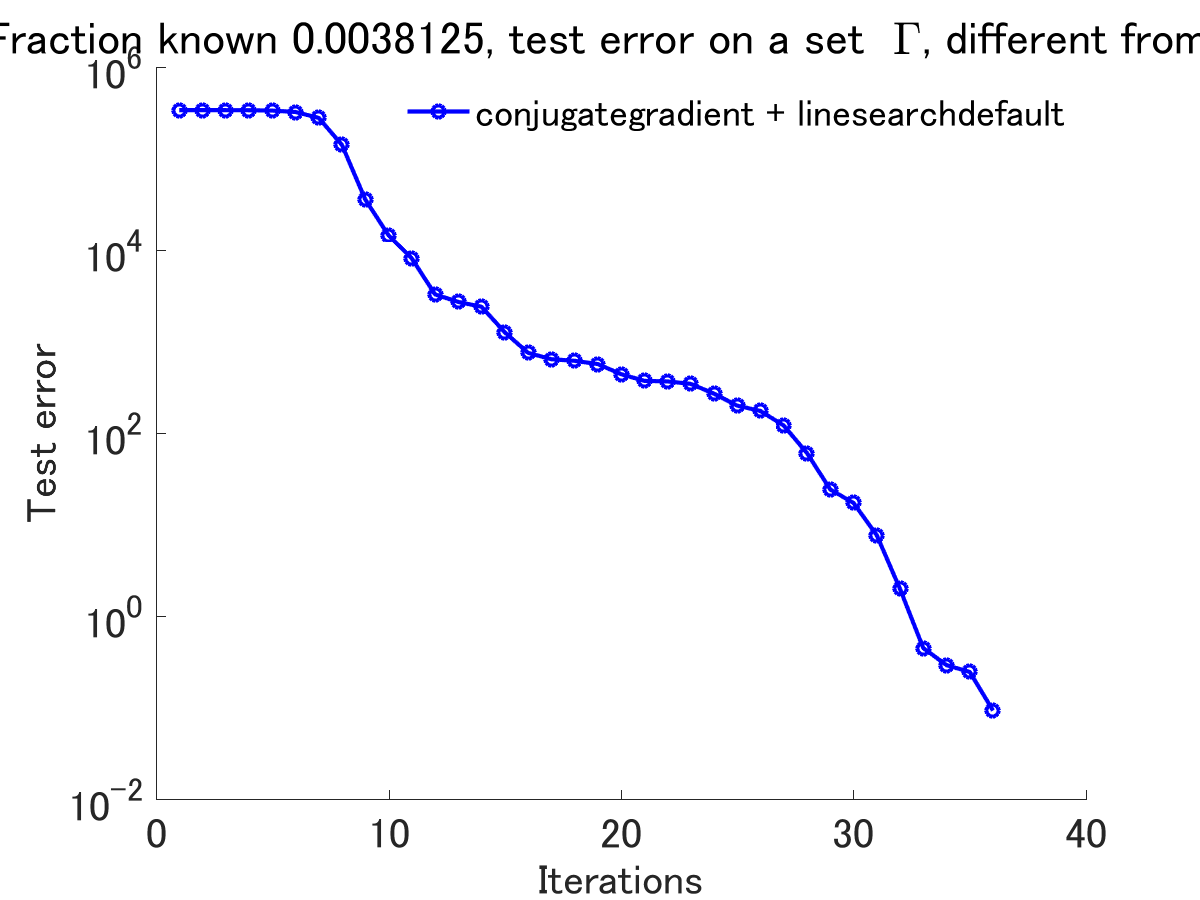 Fraction known 0.0038125, test error on a set Γ, different from
10^6
conjugategradient + linesearchdefault
10^4
10^2
10^0
10^-2
Test error
0 10 20 30 40
Iterations